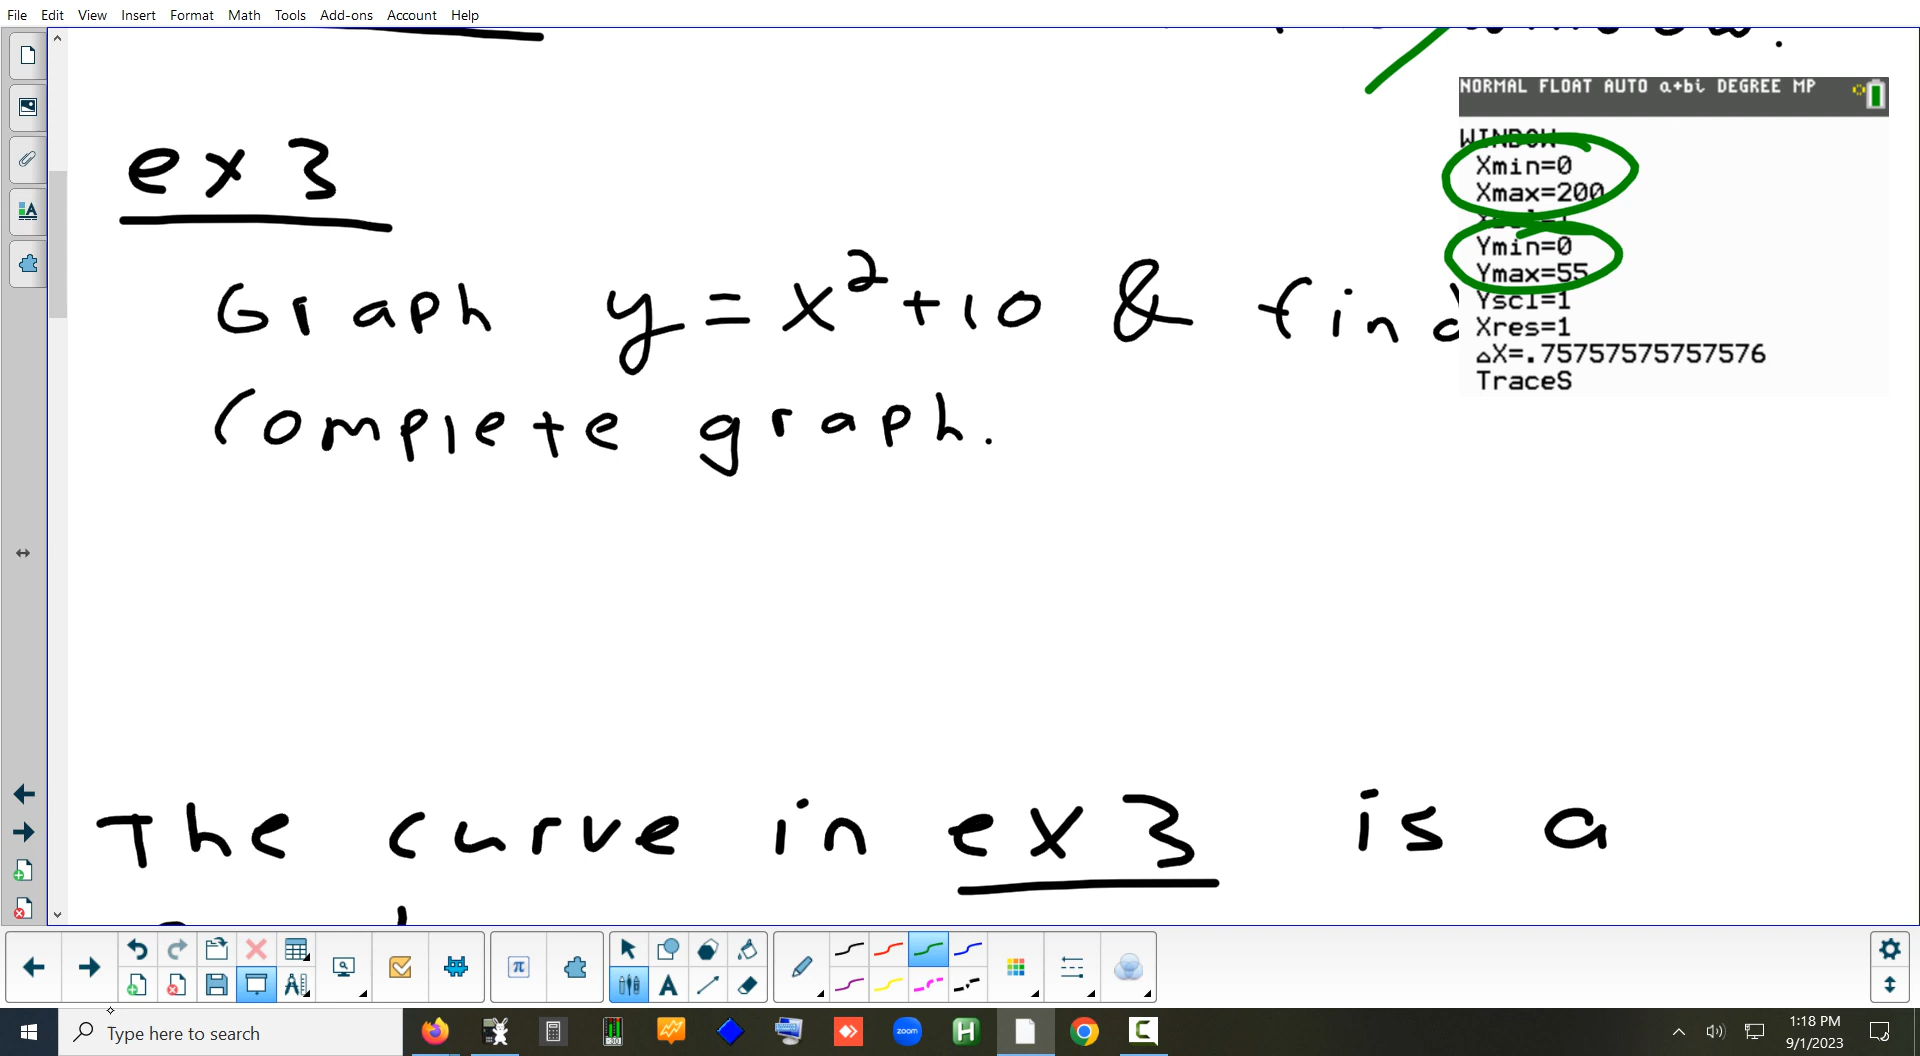 File Edit View Insert Format Math Tools Add-ons Account Help
NORMAL FLOAT AUTO a+bi DEGREE MP
WINDOW
Xmin=0
Xmax=200
Ymin=0
Ymax=55
Yscl=1
Xres=1
△X=.75757575757576
TraceS
ex 3
Graph y = x² + 10 & find
complete graph.
The curve in ex 3 is a
π
A
zoom
H
C
Type here to search
1:18 PM
9/1/2023